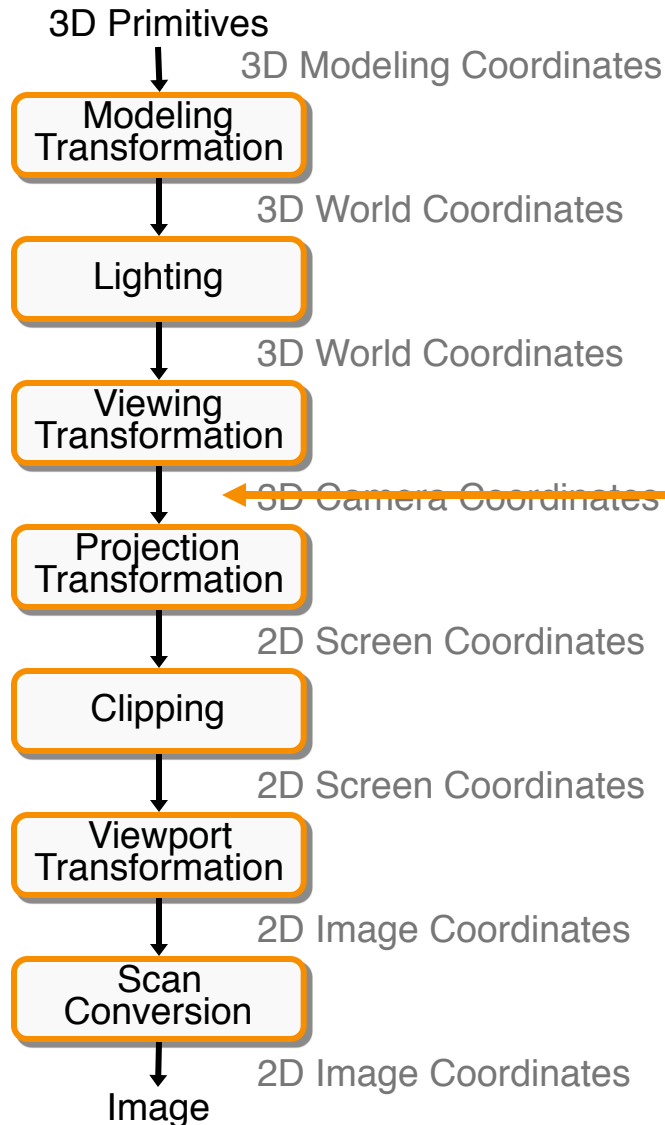 3D Primitives
3D Modeling Coordinates
Modeling
Transformation
3D World Coordinates
Lighting
3D World Coordinates
Viewing
Transformation
3D Camera Coordinates
Projection
Transformation
2D Screen Coordinates
Clipping
2D Screen Coordinates
Viewport
Transformation
2D Image Coordinates
Scan
Conversion
2D Image Coordinates
Image